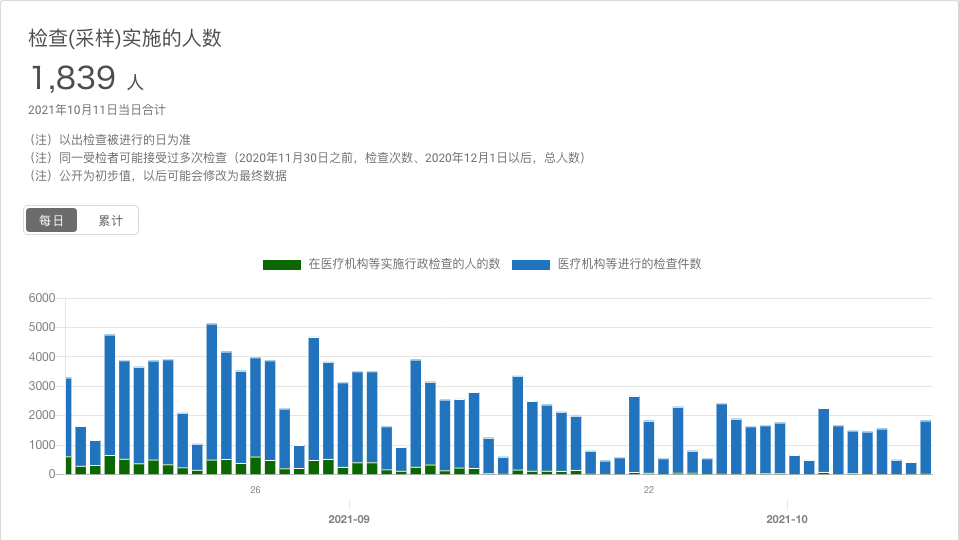 检查(采样)实施的人数
1,839 人
2021年10月11日当日合计
（注）以出检查被进行的日为准
（注）同一受检者可能接受过多次检查（2020年11月30日之前，检查次数、2020年12月1日以后，总人数）
（注）公开为初步值，以后可能会修改为最终数据
每日 累计
在医疗机构等实施行政检查的人的数 医疗机构等进行的检查件数
6000
5000
4000
3000
2000
1000
0
26 22
2021-09 2021-10